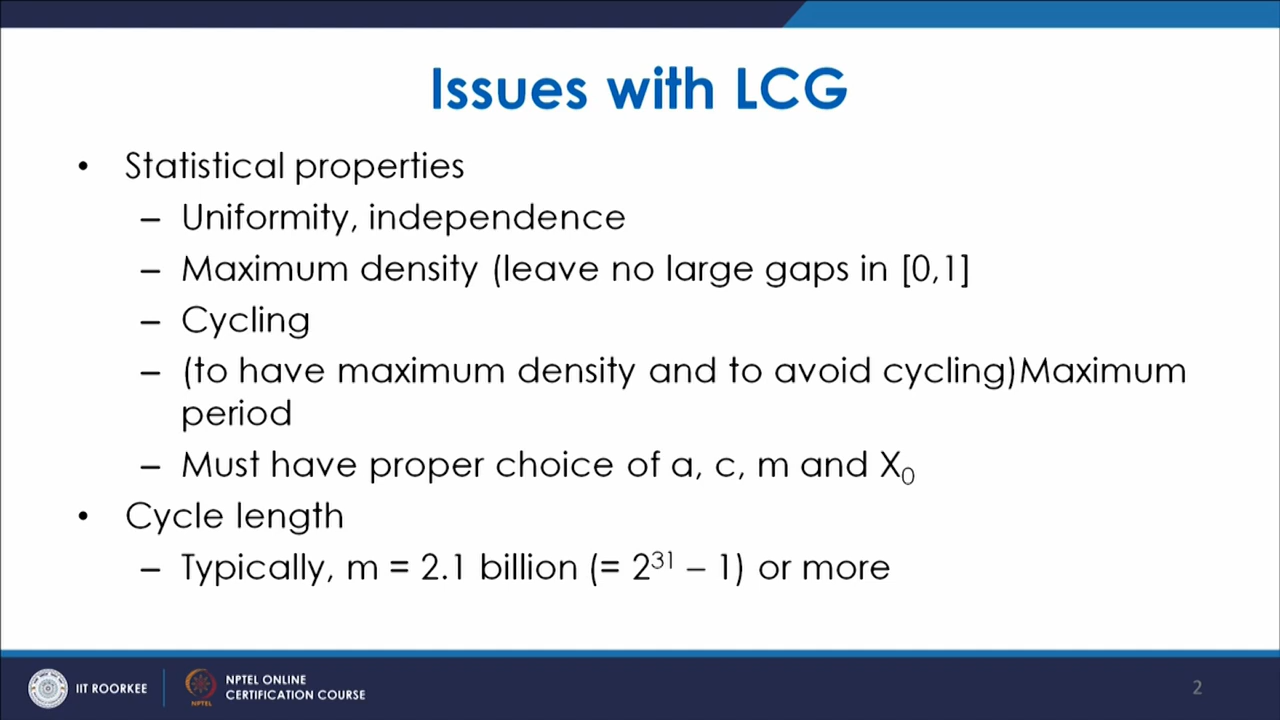 Issues with LCG
• Statistical properties
– Uniformity, independence
– Maximum density (leave no large gaps in [0,1]
– Cycling
– (to have maximum density and to avoid cycling)Maximum
period
– Must have proper choice of a, c, m and X₀
• Cycle length
– Typically, m = 2.1 billion (= 2³¹ – 1) or more
IIT ROORKEE
NPTEL
NPTEL ONLINE
CERTIFICATION COURSE
2